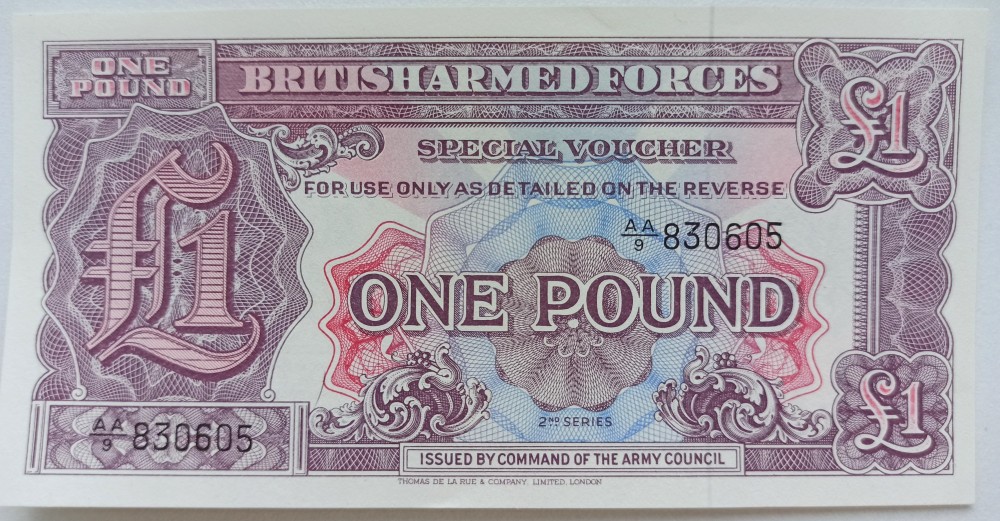 ONE
POUND
BRITISH ARMED FORCES
£1
SPECIAL VOUCHER
FOR USE ONLY AS DETAILED ON THE REVERSE
AA/9 830605
£1
ONE POUND
2ND SERIES
£1
AA/9 830605
ISSUED BY COMMAND OF THE ARMY COUNCIL
THOMAS DE LA RUE & COMPANY, LIMITED, LONDON